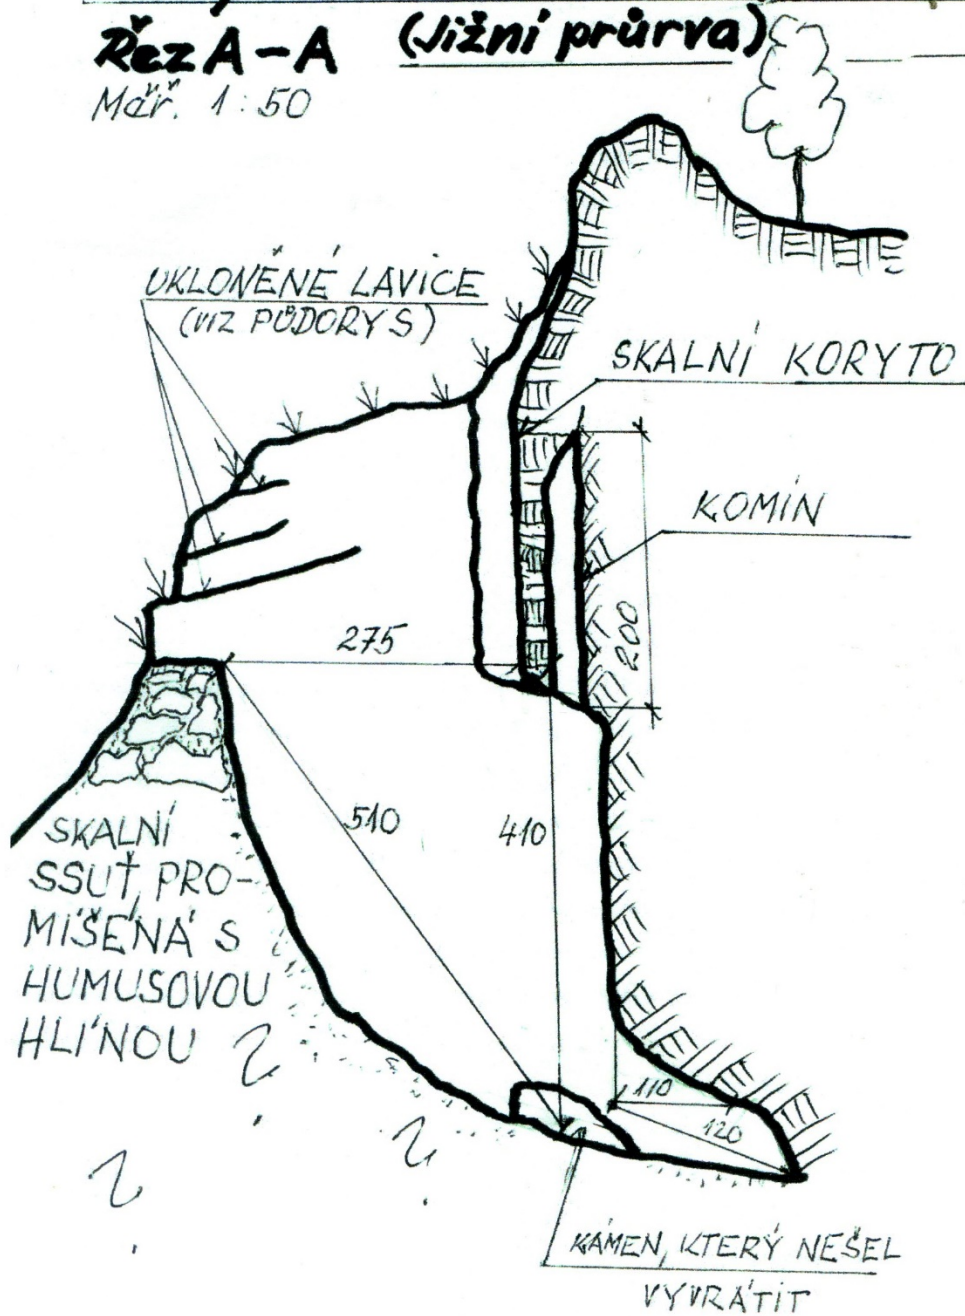 Řez A-A (Jižní průrva)
Měř. 1:50
UKLONĚNÉ LAVICE
(VIZ PŮDORYS)
SKALNÍ KORYTO
KOMÍN
200
275
510
410
SKALNÍ
SSUŤ, PRO-
MÍŠENÁ S
HUMUSOVOU
HLÍNOU
110
120
KÁMEN, KTERÝ NEŠEL
VYVRÁTIT